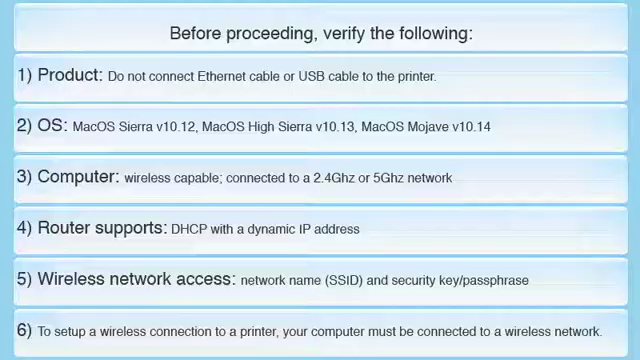 Before proceeding, verify the following:
1) Product: Do not connect Ethernet cable or USB cable to the printer.
2) OS: MacOS Sierra v10.12, MacOS High Sierra v10.13, MacOS Mojave v10.14
3) Computer: wireless capable; connected to a 2.4Ghz or 5Ghz network
4) Router supports: DHCP with a dynamic IP address
5) Wireless network access: network name (SSID) and security key/passphrase
6) To setup a wireless connection to a printer, your computer must be connected to a wireless network.